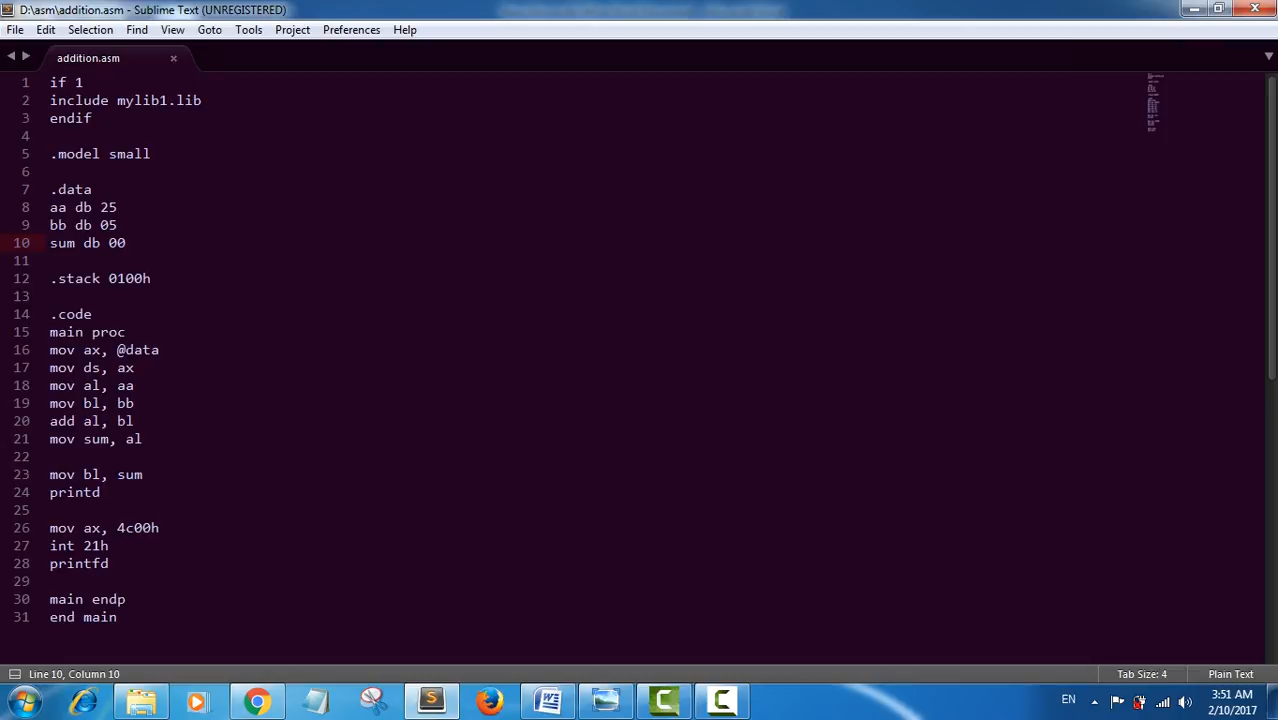 D:\asm\addition.asm - Sublime Text (UNREGISTERED)
File Edit Selection Find View Goto Tools Project Preferences Help
addition.asm
1 if 1
2 include mylib1.lib
3 endif
4
5 .model small
6
7 .data
8 aa db 25
9 bb db 05
10 sum db 00
11
12 .stack 0100h
13
14 .code
15 main proc
16 mov ax, @data
17 mov ds, ax
18 mov al, aa
19 mov bl, bb
20 add al, bl
21 mov sum, al
22
23 mov bl, sum
24 printd
25
26 mov ax, 4c00h
27 int 21h
28 printfd
29
30 main endp
31 end main
Line 10, Column 10 Tab Size: 4 Plain Text
EN 3:51 AM
2/10/2017